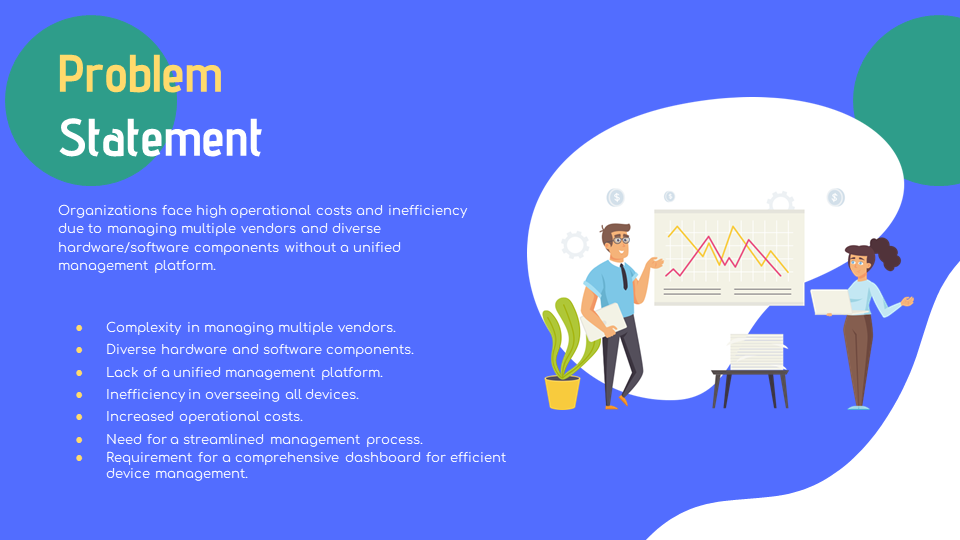 Problem
Statement
Organizations face high operational costs and inefficiency
due to managing multiple vendors and diverse
hardware/software components without a unified
management platform.
● Complexity in managing multiple vendors.
● Diverse hardware and software components.
● Lack of a unified management platform.
● Inefficiency in overseeing all devices.
● Increased operational costs.
● Need for a streamlined management process.
● Requirement for a comprehensive dashboard for efficient
device management.